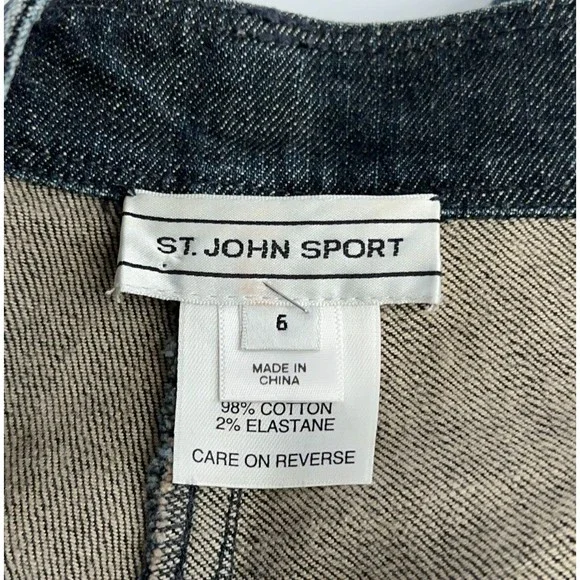 ST. JOHN SPORT
6
MADE IN
CHINA
98% COTTON
2% ELASTANE
CARE ON REVERSE